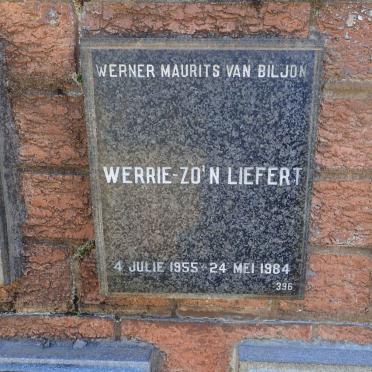 WERNER MAURITS VAN BILJON
WERRIE-ZO'N LIEFERT
4 JULIE 1955 - 24 MEI 1984
396